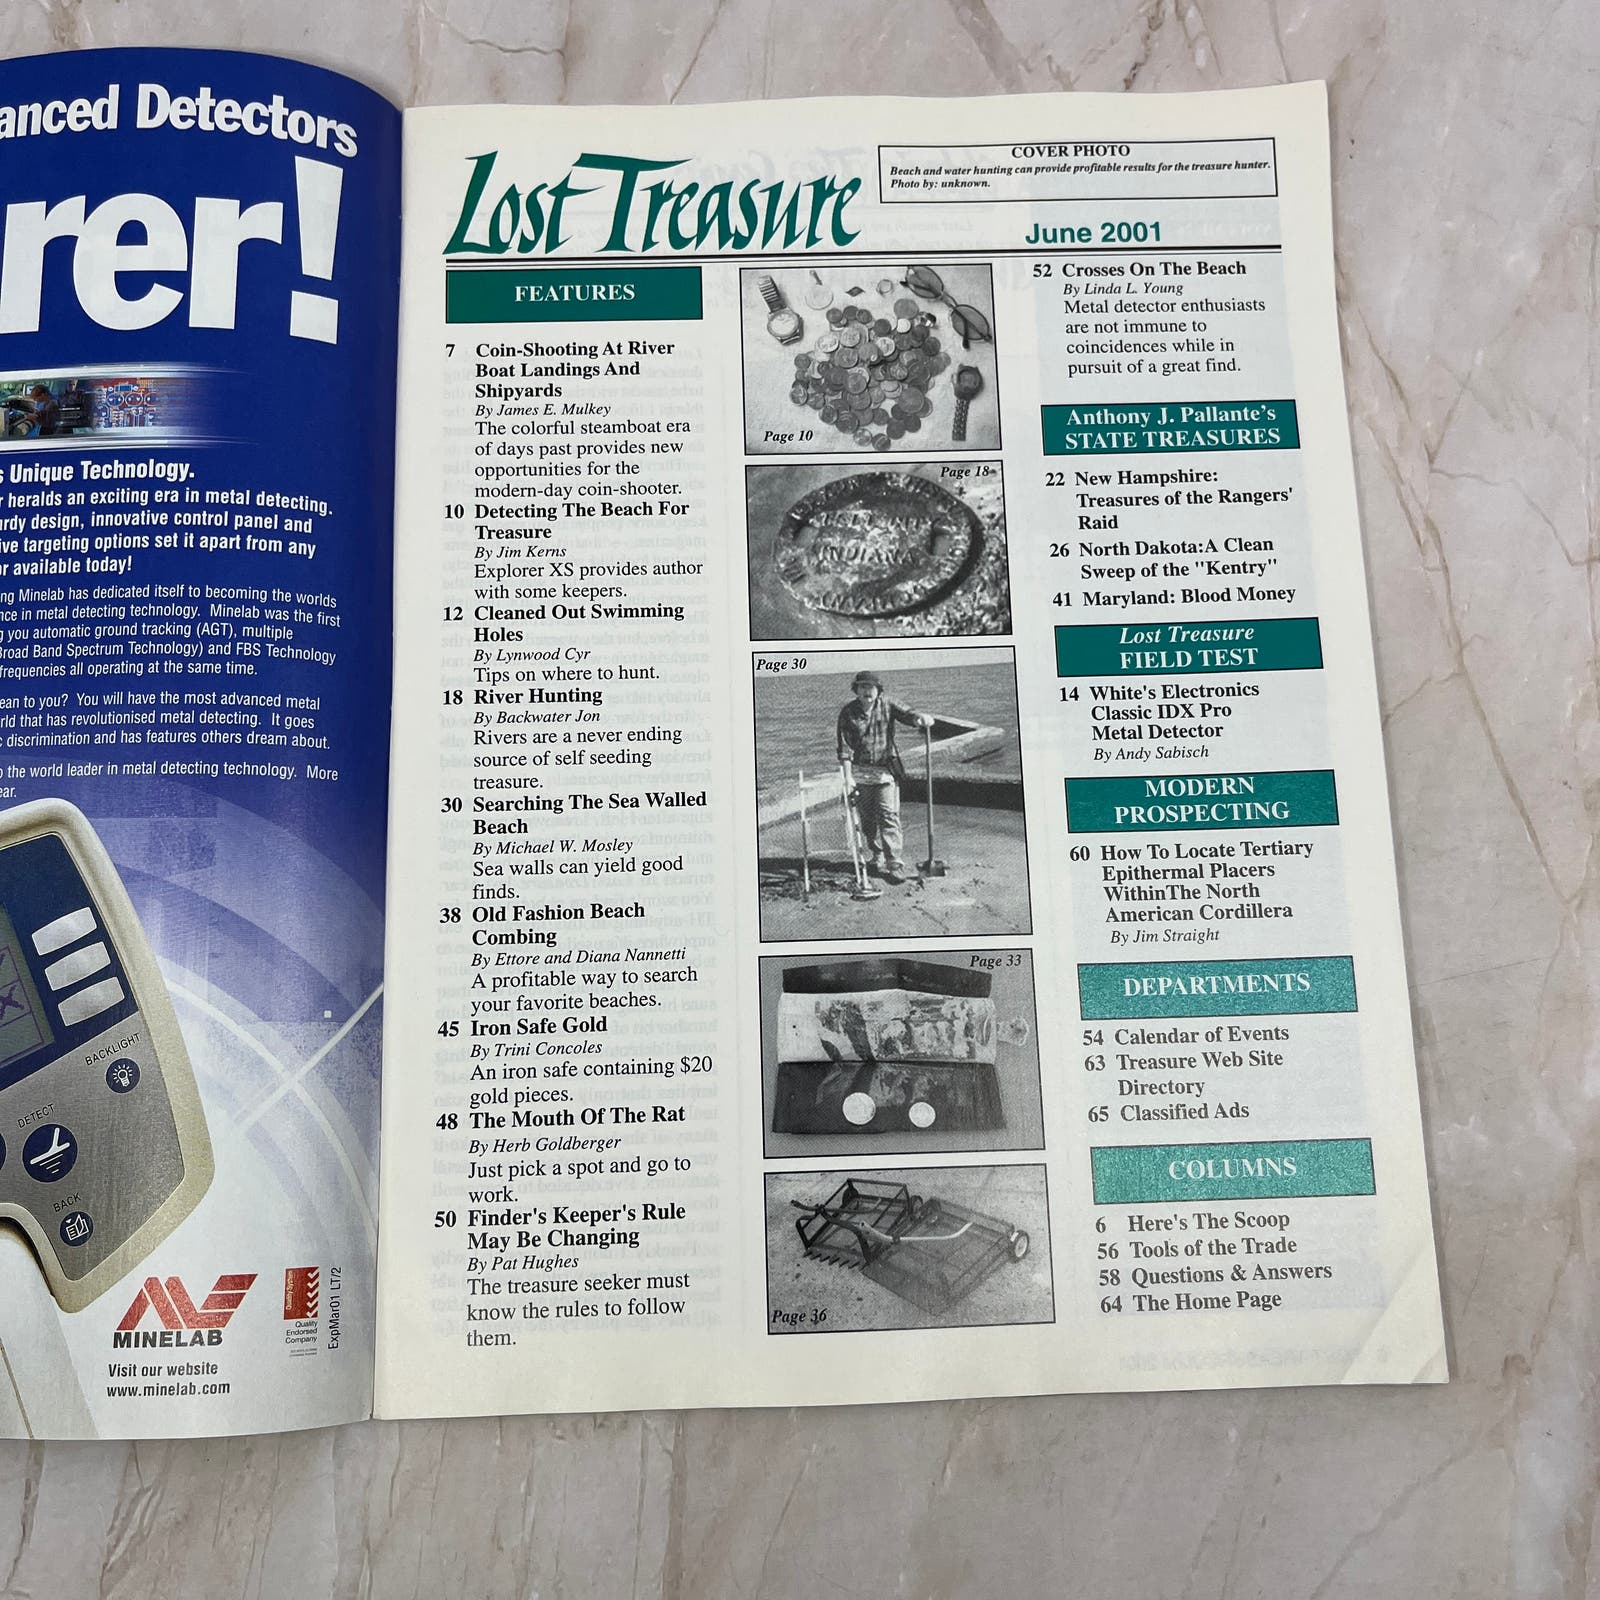 anced Detectors
rer!
s Unique Technology.
r heralds an exciting era in metal detecting.
urdy design, innovative control panel and
ive targeting options set it apart from any
or available today!
ng Minelab has dedicated itself to becoming the worlds
nce in metal detecting technology. Minelab was the first
g you automatic ground tracking (AGT), multiple
Broad Band Spectrum Technology) and FBS Technology
frequencies all operating at the same time.
ean to you? You will have the most advanced metal
rld that has revolutionised metal detecting. It goes
c discrimination and has features others dream about.
o the world leader in metal detecting technology. More
ear.
BACKLIGHT
DETECT
BACK
MINELAB
Visit our website
www.minelab.com
Quality System
Quality
Endorsed
Company
ExpMar01 LT/2
Lost Treasure
COVER PHOTO
Beach and water hunting can provide profitable results for the treasure hunter.
Photo by: unknown.
June 2001
FEATURES
7 Coin-Shooting At River
Boat Landings And
Shipyards
By James E. Mulkey
The colorful steamboat era
of days past provides new
opportunities for the
modern-day coin-shooter.
10 Detecting The Beach For
Treasure
By Jim Kerns
Explorer XS provides author
with some keepers.
12 Cleaned Out Swimming
Holes
By Lynwood Cyr
Tips on where to hunt.
18 River Hunting
By Backwater Jon
Rivers are a never ending
source of self seeding
treasure.
30 Searching The Sea Walled
Beach
By Michael W. Mosley
Sea walls can yield good
finds.
38 Old Fashion Beach
Combing
By Ettore and Diana Nannetti
A profitable way to search
your favorite beaches.
45 Iron Safe Gold
By Trini Concoles
An iron safe containing $20
gold pieces.
48 The Mouth Of The Rat
By Herb Goldberger
Just pick a spot and go to
work.
50 Finder's Keeper's Rule
May Be Changing
By Pat Hughes
The treasure seeker must
know the rules to follow
them.
Page 10
Page 18
INDIANA
Page 30
Page 33
Page 36
52 Crosses On The Beach
By Linda L. Young
Metal detector enthusiasts
are not immune to
coincidences while in
pursuit of a great find.
Anthony J. Pallante's
STATE TREASURES
22 New Hampshire:
Treasures of the Rangers'
Raid
26 North Dakota:A Clean
Sweep of the "Kentry"
41 Maryland: Blood Money
Lost Treasure
FIELD TEST
14 White's Electronics
Classic IDX Pro
Metal Detector
By Andy Sabisch
MODERN
PROSPECTING
60 How To Locate Tertiary
Epithermal Placers
WithinThe North
American Cordillera
By Jim Straight
DEPARTMENTS
54 Calendar of Events
63 Treasure Web Site
Directory
65 Classified Ads
COLUMNS
6 Here's The Scoop
56 Tools of the Trade
58 Questions & Answers
64 The Home Page